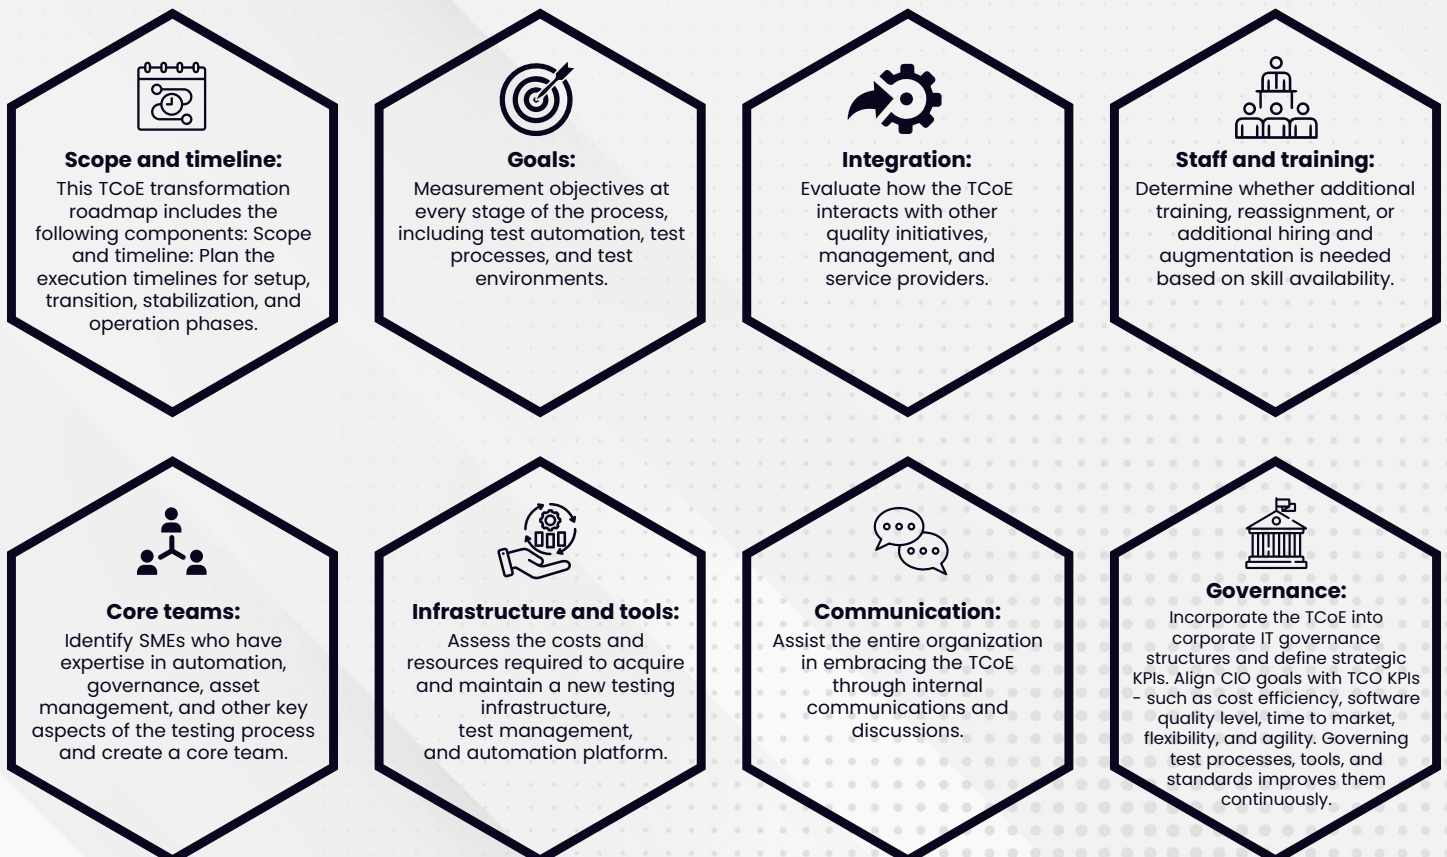 Scope and timeline:
This TCoE transformation
roadmap includes the
following components: Scope
and timeline: Plan the
execution timelines for setup,
transition, stabilization, and
operation phases.
Goals:
Measurement objectives at
every stage of the process,
including test automation, test
processes, and test
environments.
Integration:
Evaluate how the TCoE
interacts with other
quality initiatives,
management, and
service providers.
Staff and training:
Determine whether additional
training, reassignment, or
additional hiring and
augmentation is needed
based on skill availability.
Core teams:
Identify SMEs who have
expertise in automation,
governance, asset
management, and other key
aspects of the testing process
and create a core team.
Infrastructure and tools:
Assess the costs and
resources required to acquire
and maintain a new testing
infrastructure,
test management,
and automation platform.
Communication:
Assist the entire organization
in embracing the TCoE
through internal
communications and
discussions.
Governance:
Incorporate the TCoE into
corporate IT governance
structures and define strategic
KPIs. Align CIO goals with TCO KPIs
- such as cost efficiency, software
quality level, time to market,
flexibility, and agility. Governing
test processes, tools, and
standards improves them
continuously.